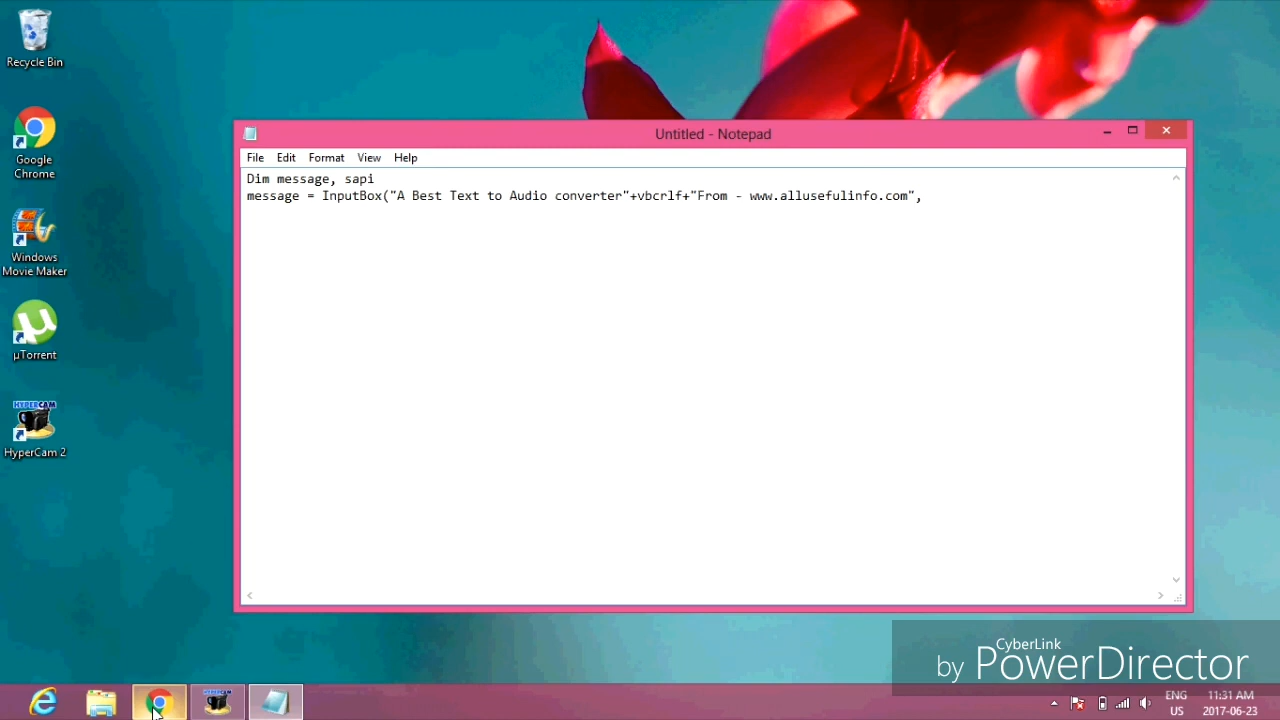 Recycle Bin
Google
Chrome
Windows
Movie Maker
µTorrent
HYPERCAM
HyperCam 2
Untitled - Notepad
File Edit Format View Help
Dim message, sapi
message = InputBox("A Best Text to Audio converter"+vbcrlf+"From - www.allusefulinfo.com",
CyberLink
by PowerDirector
HYPERCAM
ENG
US
11:31 AM
2017-06-23